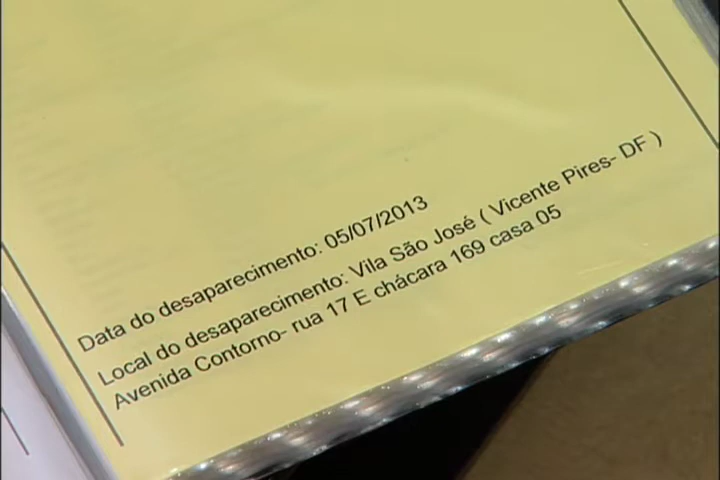 Data do desaparecimento: 05/07/2013
Local do desaparecimento: Vila São José ( Vicente Pires- DF )
Avenida Contorno- rua 17 E chácara 169 casa 05